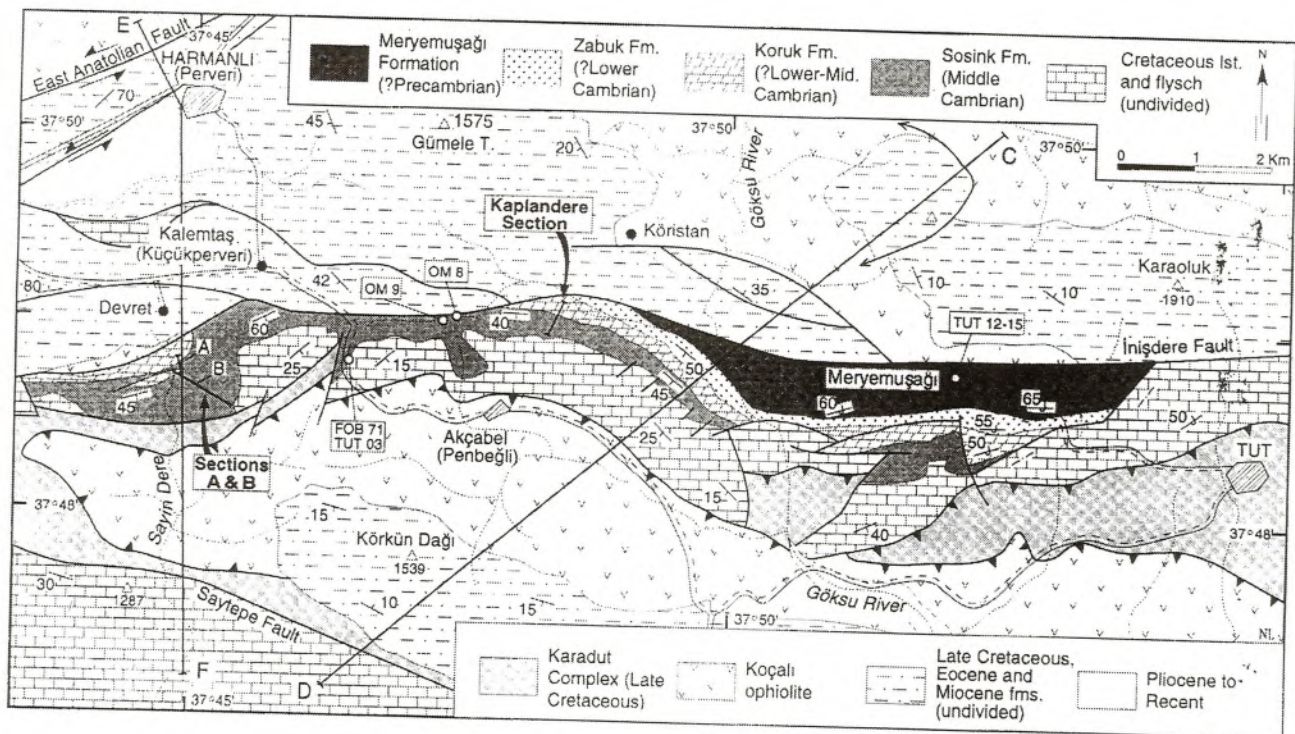 E
37°45'
East Anatolian Fault
HARMANLI
(Perveri)
70
37°50'
Meryemuşağı
Formation
(?Precambrian)
Zabuk Fm.
(?Lower
Cambrian)
Koruk Fm.
(?Lower-Mid.
Cambrian)
Sosink Fm.
(Middle
Cambrian)
Cretaceous lst.
and flysch
(undivided)
N
0 1 2 Km
45
1575
Gümele T.
20
37°50'
Göksu River
C
37°50'
Kaplandere
Section
Köristan
Kalemtaş
(Küçükperveri)
OM 8
OM 9
42
80
Devret
60
A
B
25
15
40
35
10
10
Karaoluk T.
1910
TUT 12-15
İnişdere Fault
50
Meryemuşağı
60
65
45
45
55
50
50
25
FOB 71
TUT 03
Akçabel
(Penbeğli)
Sections
A & B
TUT
Sayin Dere
37°48'
15
15
40
37°48'
Körkün Dağı
1539
30
1287
Saytepe Fault
10
15
Göksu River
37°50'
F
D
37°45'
Nl.
Karadut
Complex (Late
Cretaceous)
Koçalı
ophiolite
Late Cretaceous,
Eocene and
Miocene fms.
(undivided)
Pliocene to
Recent